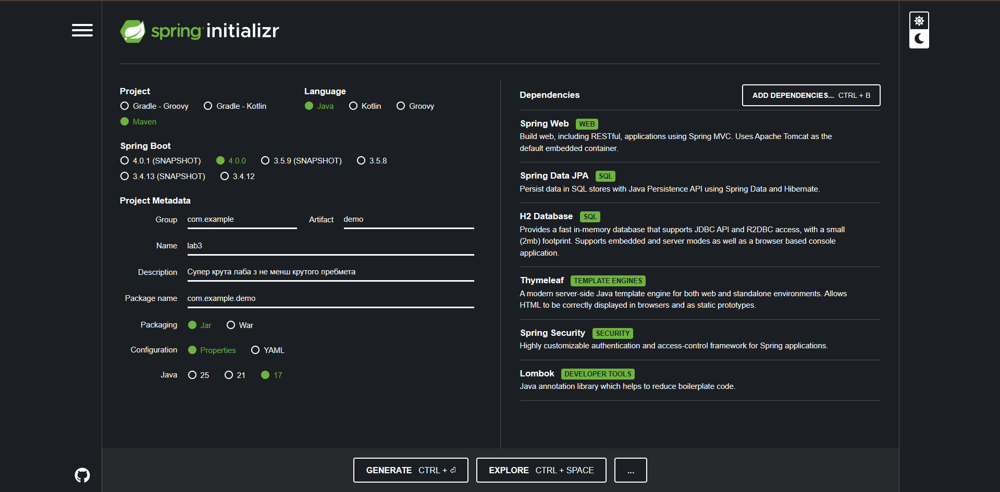 spring initializr
Project
Gradle - Groovy Gradle - Kotlin
Maven
Language
Java Kotlin Groovy
Spring Boot
4.0.1 (SNAPSHOT) 4.0.0 3.5.9 (SNAPSHOT) 3.5.8
3.4.13 (SNAPSHOT) 3.4.12
Project Metadata
Group com.example Artifact demo
Name lab3
Description Супер крута лаба з не менш крутого пребмета
Package name com.example.demo
Packaging Jar War
Configuration Properties YAML
Java 25 21 17
Dependencies ADD DEPENDENCIES... CTRL + B
Spring Web WEB
Build web, including RESTful, applications using Spring MVC. Uses Apache Tomcat as the
default embedded container.
Spring Data JPA SQL
Persist data in SQL stores with Java Persistence API using Spring Data and Hibernate.
H2 Database SQL
Provides a fast in-memory database that supports JDBC API and R2DBC access, with a small
(2mb) footprint. Supports embedded and server modes as well as a browser based console
application.
Thymeleaf TEMPLATE ENGINES
A modern server-side Java template engine for both web and standalone environments. Allows
HTML to be correctly displayed in browsers and as static prototypes.
Spring Security SECURITY
Highly customizable authentication and access-control framework for Spring applications.
Lombok DEVELOPER TOOLS
Java annotation library which helps to reduce boilerplate code.
GENERATE CTRL + ⏎ EXPLORE CTRL + SPACE ...